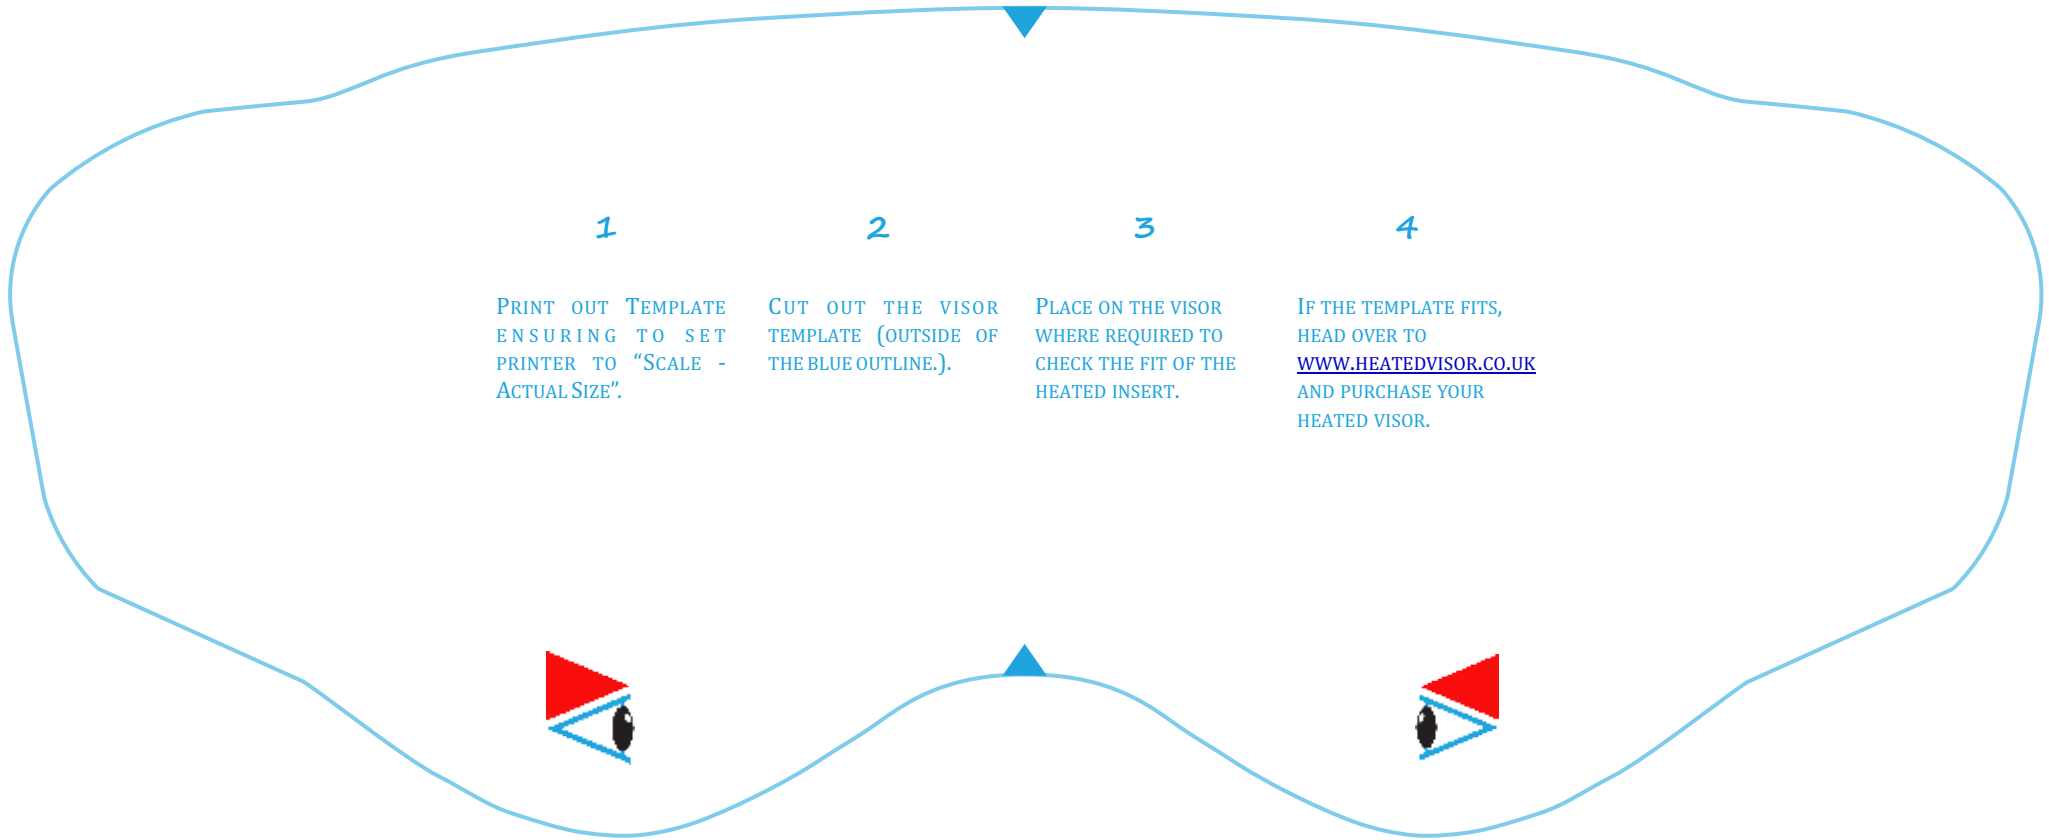 1
PRINT OUT TEMPLATE
ENSURING TO SET
PRINTER TO “SCALE -
ACTUAL SIZE”.
2
CUT OUT THE VISOR
TEMPLATE (OUTSIDE OF
THE BLUE OUTLINE.).
3
PLACE ON THE VISOR
WHERE REQUIRED TO
CHECK THE FIT OF THE
HEATED INSERT.
4
IF THE TEMPLATE FITS,
HEAD OVER TO
WWW.HEATEDVISOR.CO.UK
AND PURCHASE YOUR
HEATED VISOR.